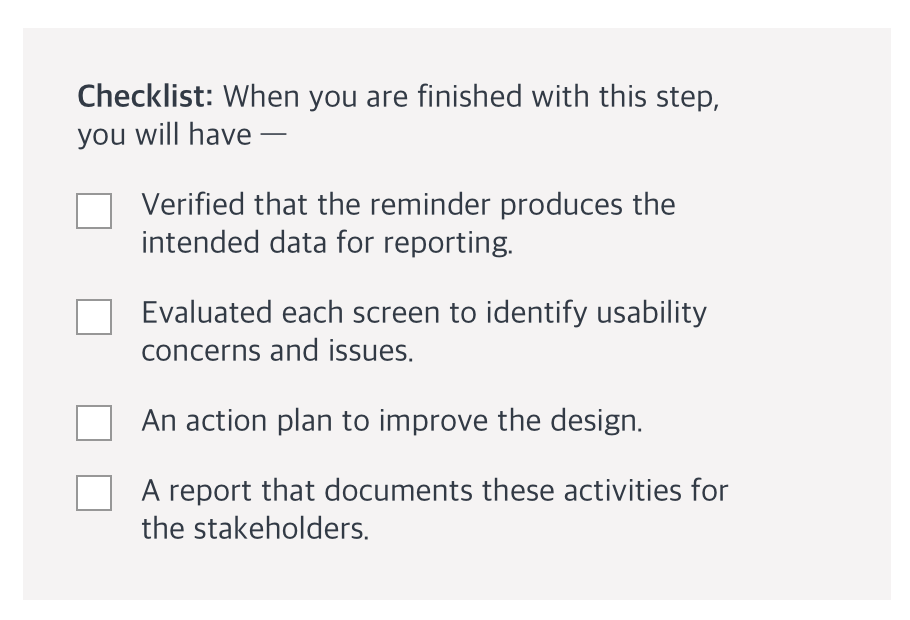 Checklist: When you are finished with this step,
you will have —
Verified that the reminder produces the
intended data for reporting.
Evaluated each screen to identify usability
concerns and issues.
An action plan to improve the design.
A report that documents these activities for
the stakeholders.